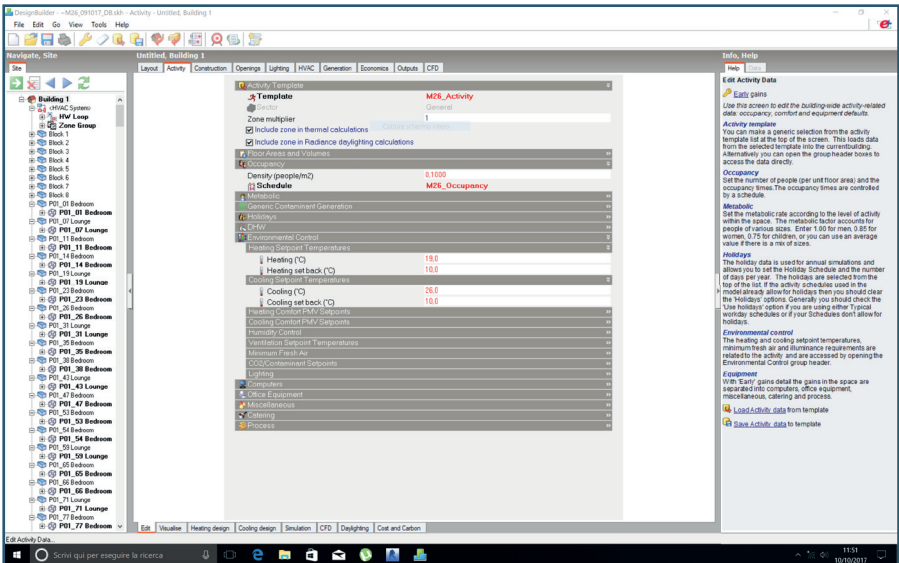 DesignBuilder - ~M26_091017_DB.skh - Activity - Untitled, Building 1
File Edit Go View Tools Help
Navigate, Site
Site
Building 1
<HVAC System>
HW Loop
Zone Group
Block 1
Block 2
Block 3
Block 4
Block 5
Block 6
Block 7
Block 8
P01_01 Bedroom
P01_01 Bedroom
P01_07 Lounge
P01_07 Lounge
P01_11 Bedroom
P01_11 Bedroom
P01_14 Bedroom
P01_14 Bedroom
P01_19 Lounge
P01_19 Lounge
P01_23 Bedroom
P01_23 Bedroom
P01_26 Bedroom
P01_26 Bedroom
P01_31 Lounge
P01_31 Lounge
P01_35 Bedroom
P01_35 Bedroom
P01_38 Bedroom
P01_38 Bedroom
P01_43 Lounge
P01_43 Lounge
P01_47 Bedroom
P01_47 Bedroom
P01_53 Bedroom
P01_53 Bedroom
P01_54 Bedroom
P01_54 Bedroom
P01_59 Lounge
P01_59 Lounge
P01_65 Bedroom
P01_65 Bedroom
P01_66 Bedroom
P01_66 Bedroom
P01_71 Lounge
P01_71 Lounge
P01_77 Bedroom
P01_77 Bedroom
Untitled, Building 1
Layout Activity Construction Openings Lighting HVAC Generation Economics Outputs CFD
Activity Template
Template M26_Activity
Sector General
Zone multiplier 1
Include zone in thermal calculations
Include zone in Radiance daylighting calculations
Floor Areas and Volumes
Occupancy
Density (people/m2) 0,1000
Schedule M26_Occupancy
Metabolic
Generic Contaminant Generation
Holidays
DHW
Environmental Control
Heating Setpoint Temperatures
Heating (°C) 19,0
Heating set back (°C) 10,0
Cooling Setpoint Temperatures
Cooling (°C) 26,0
Cooling set back (°C) 10,0
Heating Comfort PMV Setpoints
Cooling Comfort PMV Setpoints
Humidity Control
Ventilation Setpoint Temperatures
Minimum Fresh Air
CO2/Contaminant Setpoints
Lighting
Computers
Office Equipment
Miscellaneous
Catering
Process
Edit Visualise Heating design Cooling design Simulation CFD Daylighting Cost and Carbon
Info, Help
Help Data
Edit Activity Data
Early gains
Use this screen to edit the building-wide activity-related
data: occupancy, comfort and equipment defaults.
Activity template
You can make a generic selection from the activity
template list at the top of the screen. This loads data
from the selected template into the currentbuilding.
Alternatively you can open the group header boxes to
access the data directly.
Occupancy
Set the number of people (per unit floor area) and the
occupancy times.The occupancy times are controlled
by a schedule.
Metabolic
Set the metabolic rate according to the level of activity
within the space. The metabolic factor accounts for
people of various sizes. Enter 1.00 for men, 0.85 for
women, 0.75 for children, or you can use an average
value if there is a mix of sizes.
Holidays
The holiday data is used for annual simulations and
allows you to set the Holiday Schedule and the number
of days per year. The holidays are selected from the
top of the list. If the activity schedules used in the
model already allow for holidays then you should clear
the 'Holidays' options. Generally you should check the
'Use holidays' option if you are using either Typical
workday schedules or if your Schedules don't allow for
holidays.
Environmental control
The heating and cooling setpoint temperatures,
minimum fresh air and illuminance requirements are
related to the activity and are accessed by opening the
Environmental Control group header.
Equipment
With 'Early' gains detail the gains in the space are
separated into computers, office equipment,
miscellaneous, catering and process.
Load Activity data from template
Save Activity data to template
Edit Activity Data...
Scrivi qui per eseguire la ricerca
11:51
10/10/2017